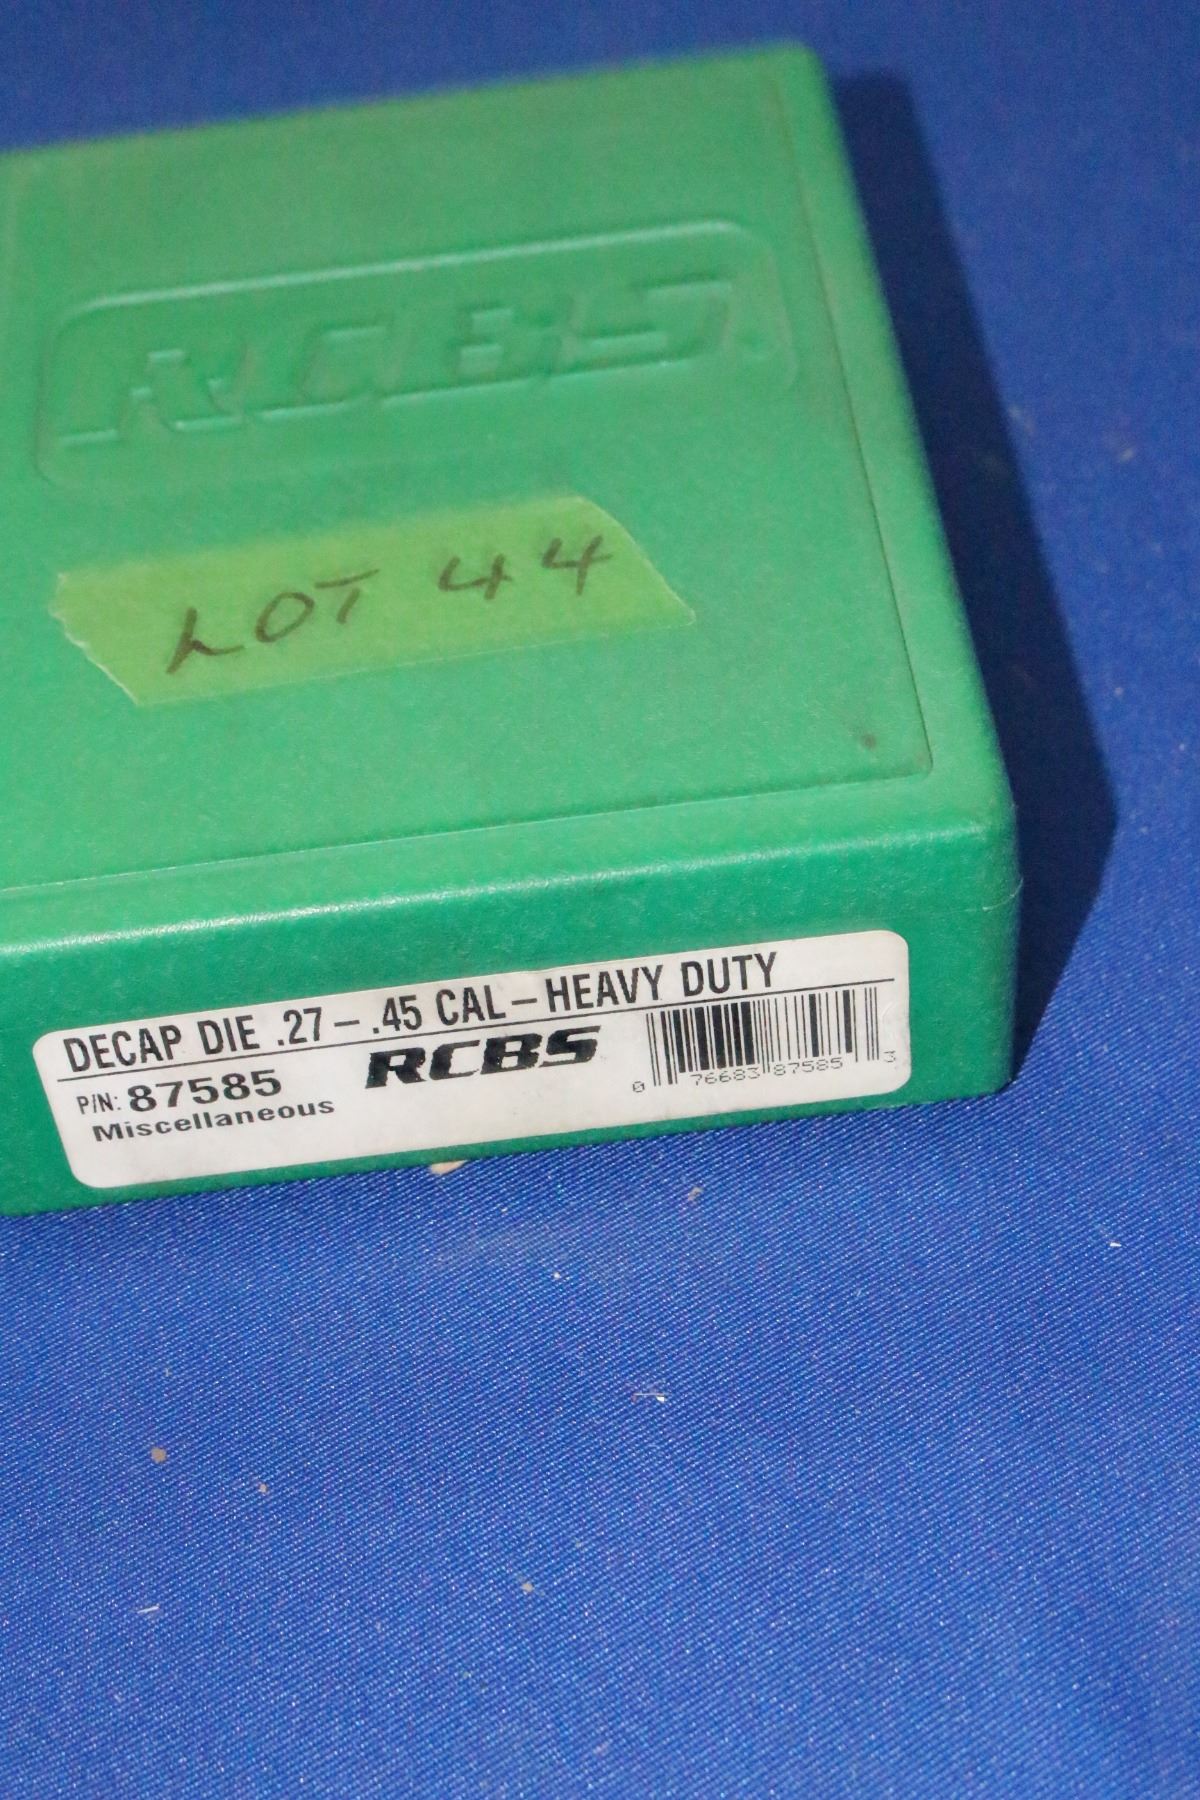 RCBS
LOT 44
DECAP DIE .27 – .45 CAL – HEAVY DUTY
P/N: 87585
Miscellaneous
RCBS
0 76683 87585 3